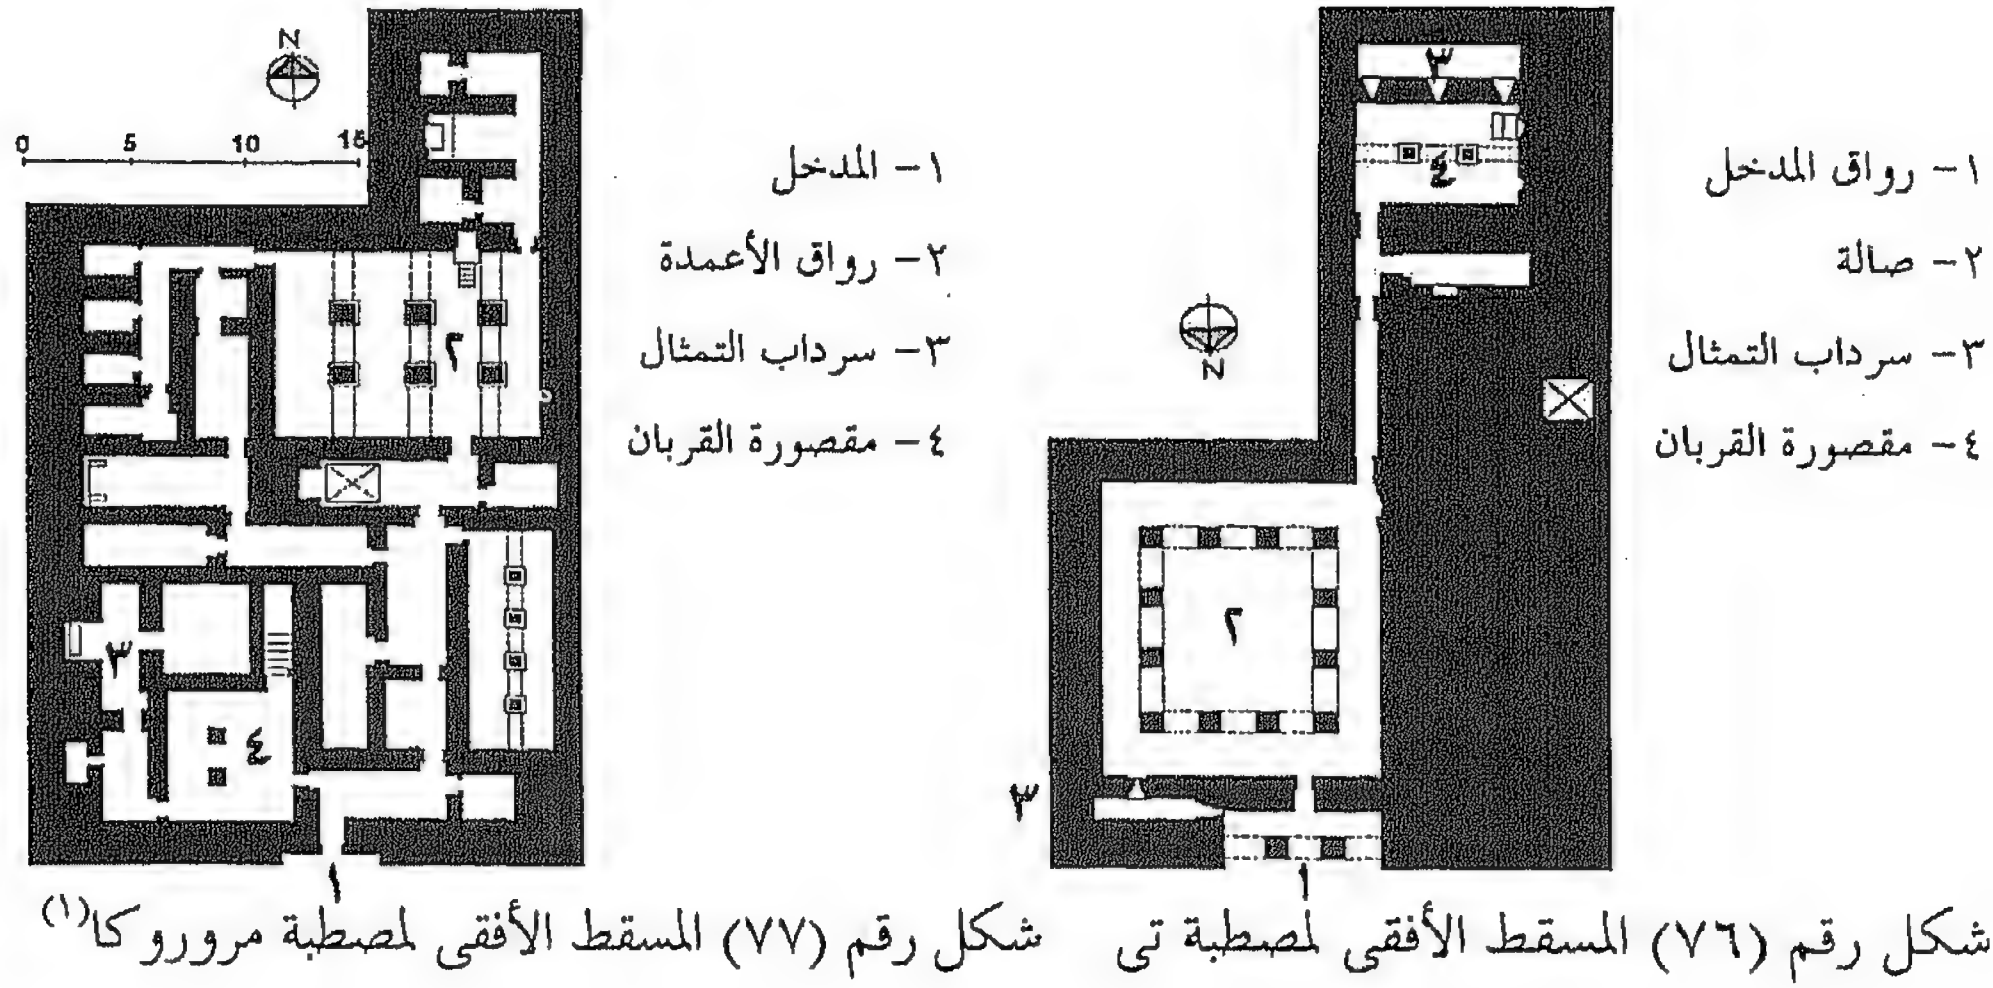 ١- رواق المدخل
٢- صالة
٣- سرداب التمثال
٤- مقصورة القربان
N
٣
٤
٢
٣
١
شكل رقم (٧٦) المسقط الأفقى لمصطبة تى
١- المدخل
٢- رواق الأعمدة
٣- سرداب التمثال
٤- مقصورة القربان
N
0 5 10 15
٢
٣
٤
١
شكل رقم (٧٧) المسقط الأفقى لمصطبة مروروكا(١)